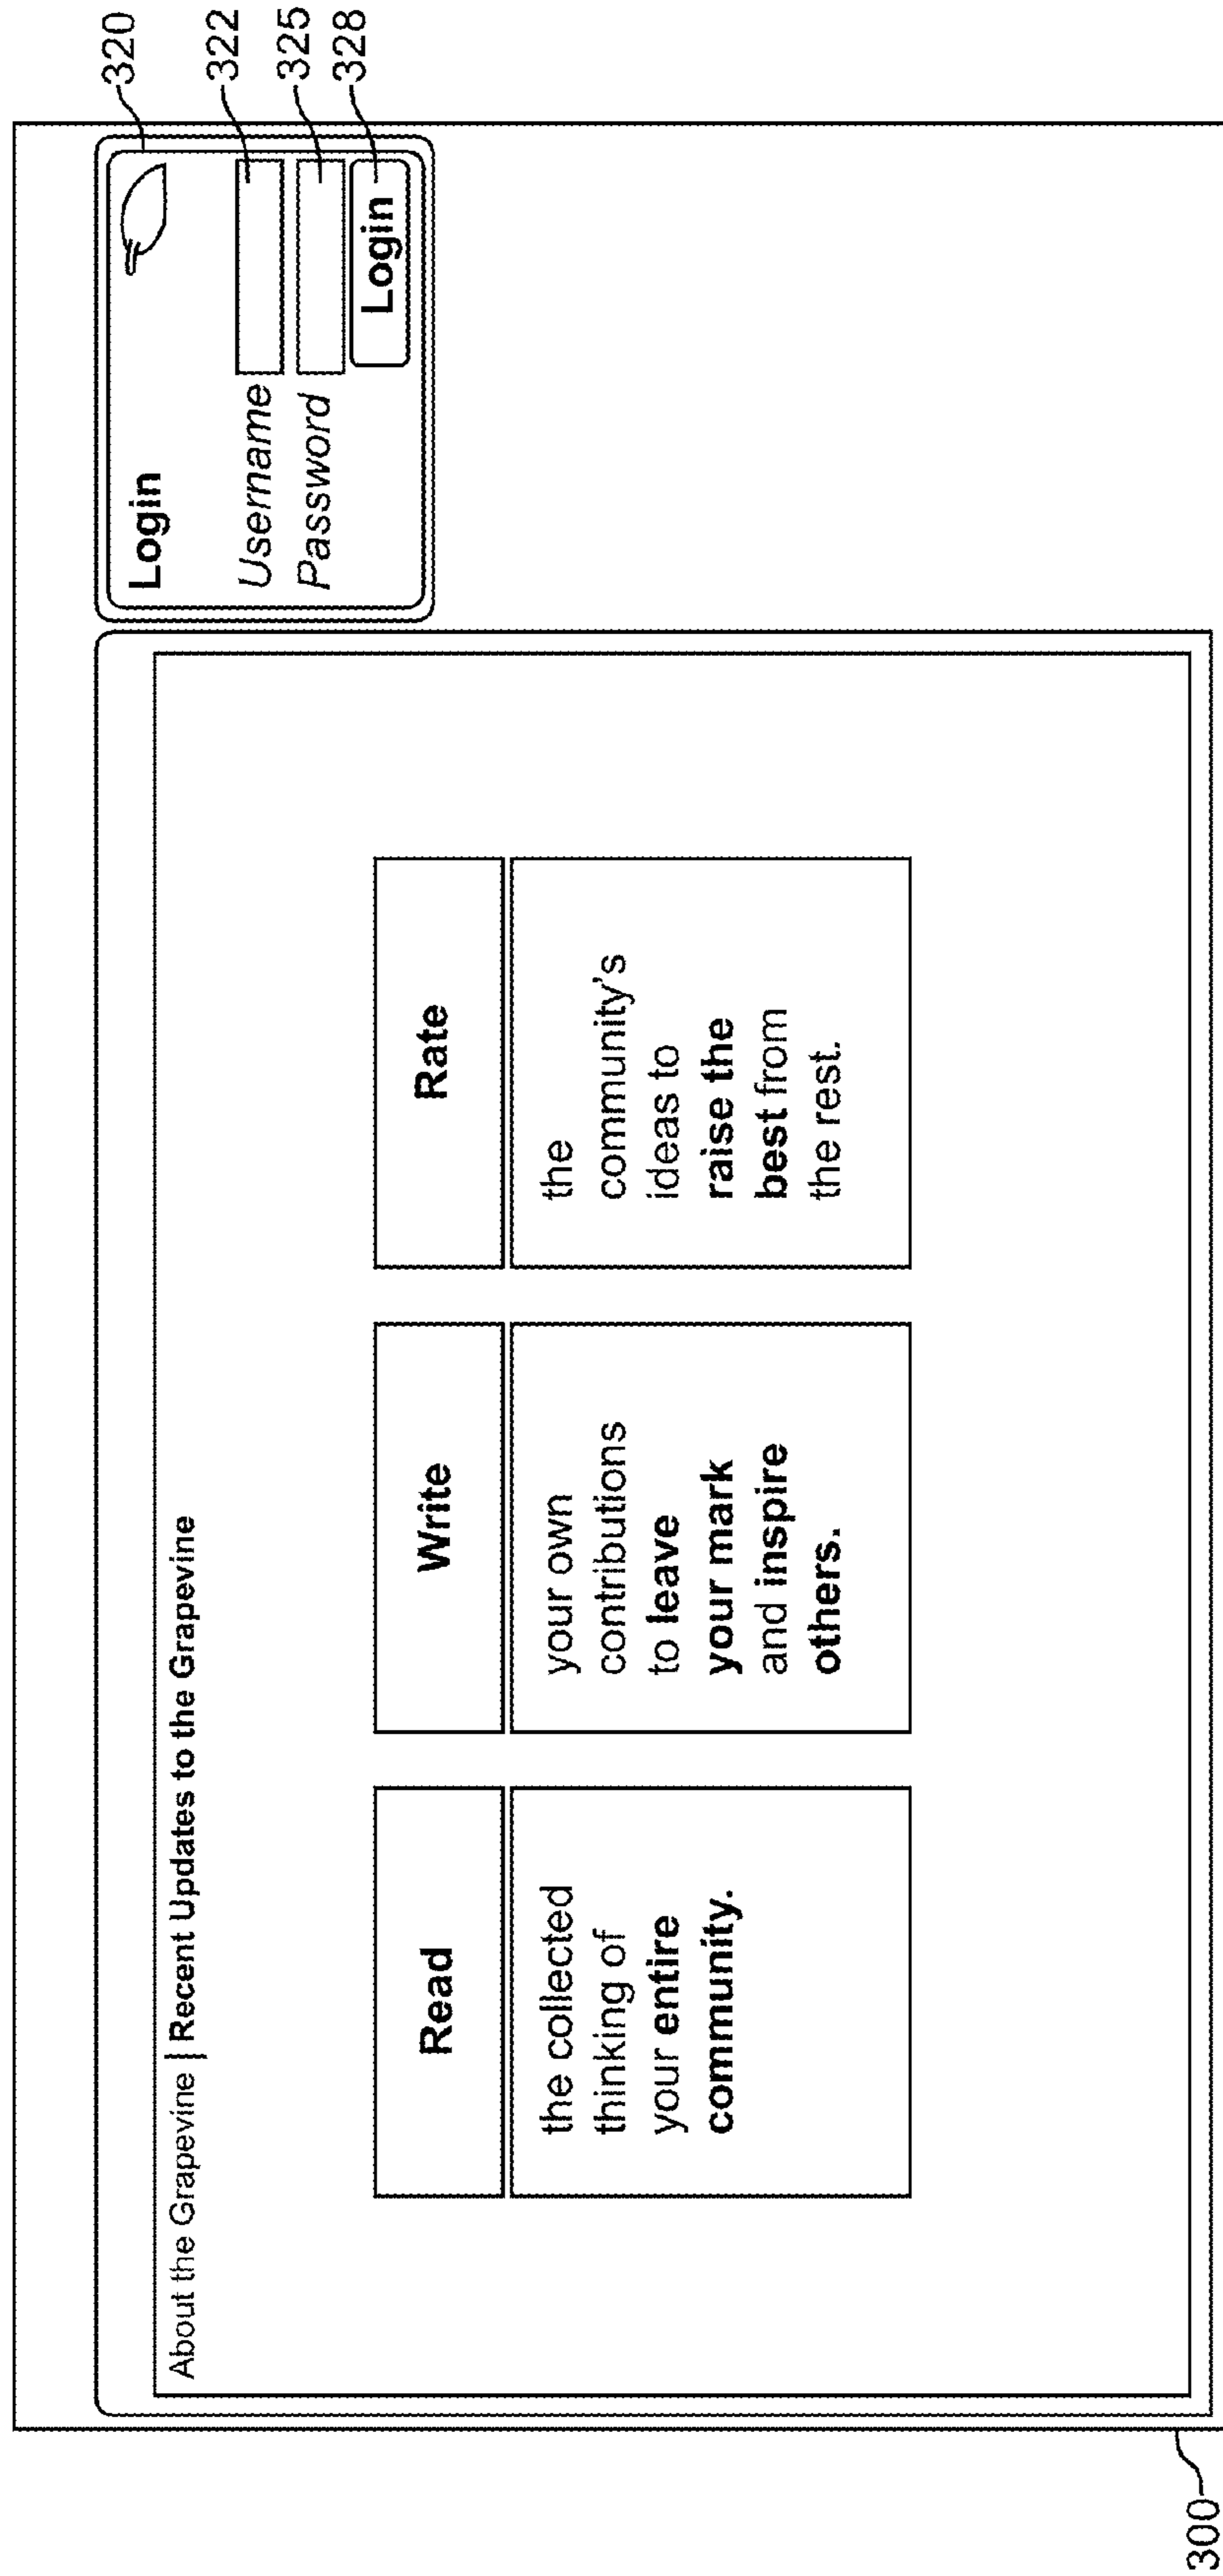 About the Grapevine | Recent Updates to the Grapevine
Read
the collected
thinking of
your entire
community.
Write
your own
contributions
to leave
your mark
and inspire
others.
Rate
the
community's
ideas to
raise the
best from
the rest.
Login
Username
Password
Login
320
322
325
328
300